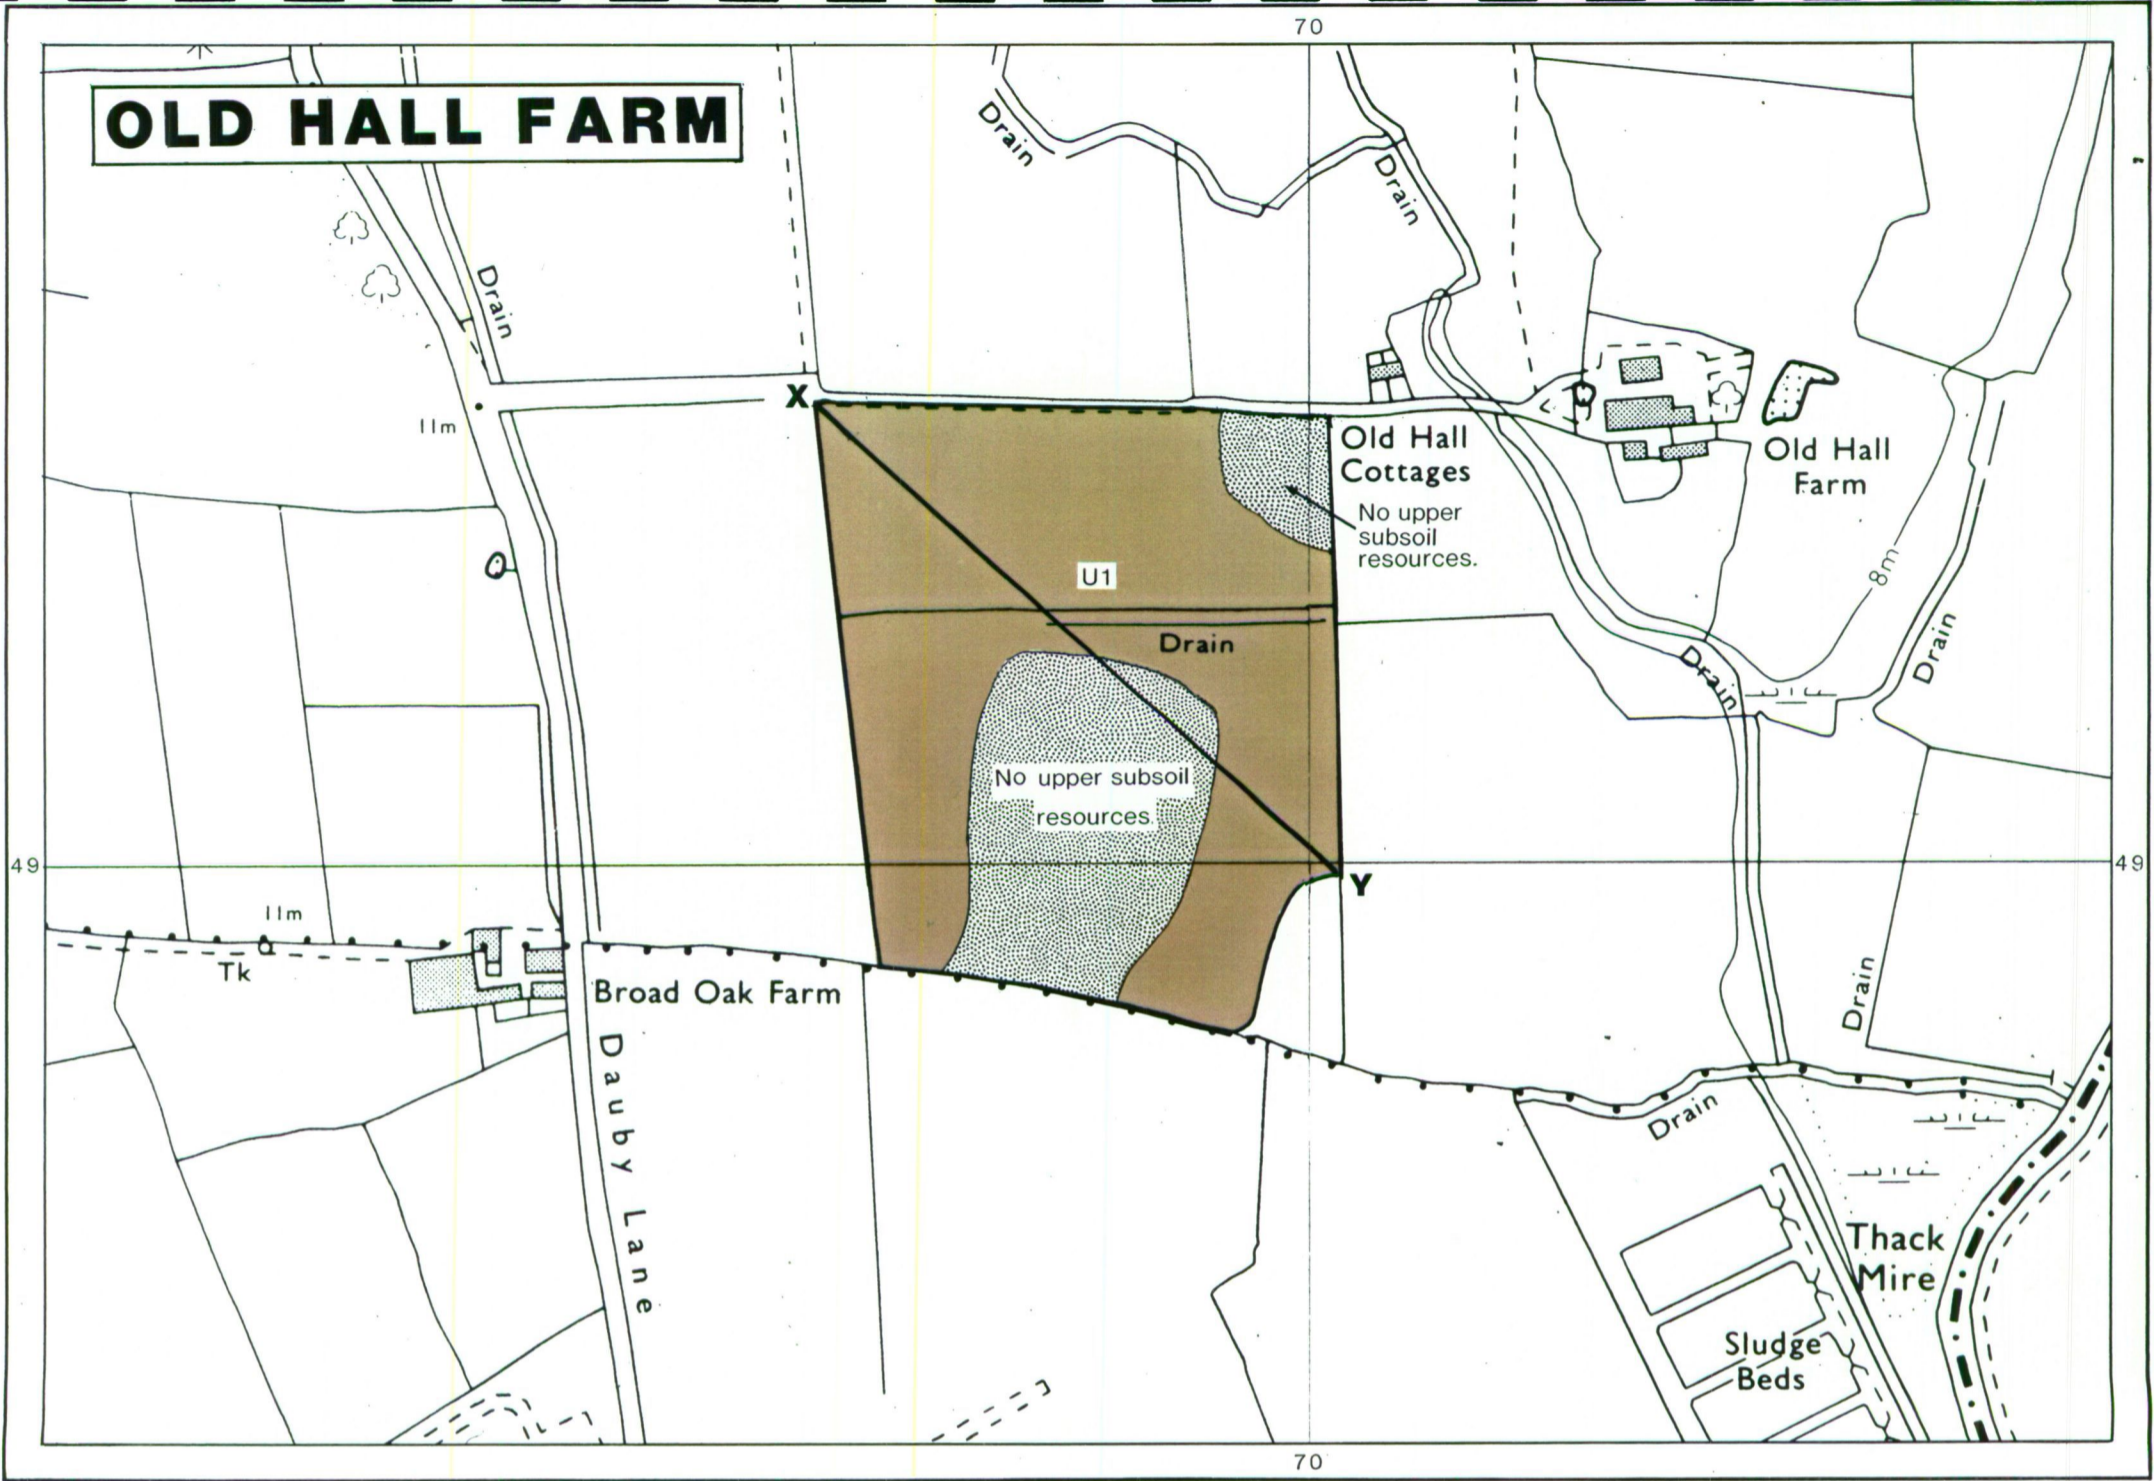 70
OLD HALL FARM
Drain
Drain
Drain
X
11m
Old Hall
Cottages
Old Hall
Farm
No upper
subsoil
resources.
U1
8m
Drain
Drain
Drain
No upper subsoil
resources.
49
49
Y
11m
Tk
Broad Oak Farm
Drain
Dauby Lane
Drain
Thack
Mire
Sludge
Beds
70